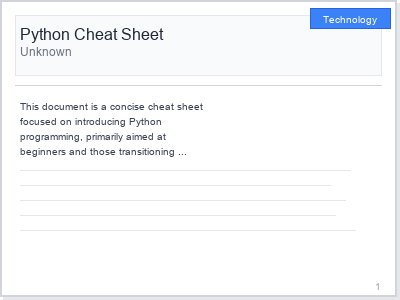 Technology
Python Cheat Sheet
Unknown
This document is a concise cheat sheet
focused on introducing Python
programming, primarily aimed at
beginners and those transitioning ...
1